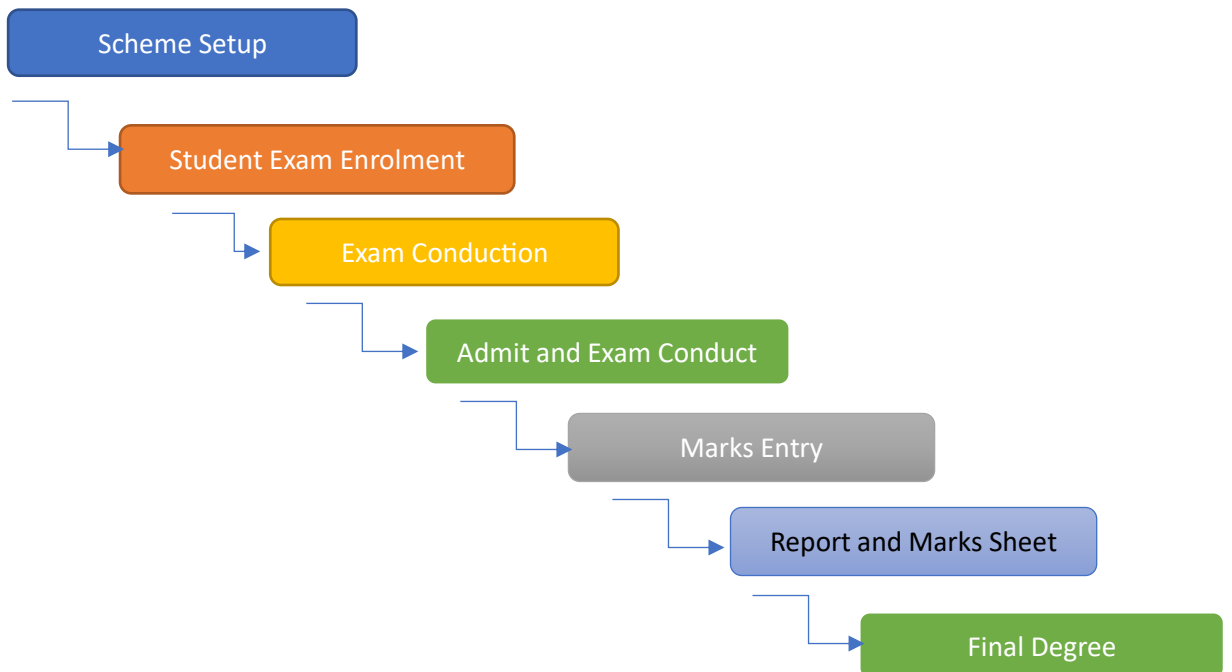 Scheme Setup
Student Exam Enrolment
Exam Conduction
Admit and Exam Conduct
Marks Entry
Report and Marks Sheet
Final Degree